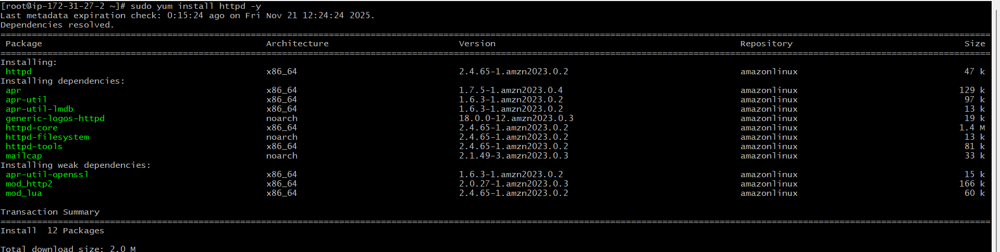 [root@ip-172-31-27-2 ~]# sudo yum install httpd -y
Last metadata expiration check: 0:15:24 ago on Fri Nov 21 12:24:24 2025.
Dependencies resolved.
================================================================================
Package Architecture Version Repository Size
================================================================================
Installing:
httpd x86_64 2.4.65-1.amzn2023.0.2 amazonlinux 47 k
Installing dependencies:
apr x86_64 1.7.5-1.amzn2023.0.4 amazonlinux 129 k
apr-util x86_64 1.6.3-1.amzn2023.0.2 amazonlinux 97 k
apr-util-lmdb x86_64 1.6.3-1.amzn2023.0.2 amazonlinux 13 k
generic-logos-httpd noarch 18.0.0-12.amzn2023.0.3 amazonlinux 19 k
httpd-core x86_64 2.4.65-1.amzn2023.0.2 amazonlinux 1.4 M
httpd-filesystem noarch 2.4.65-1.amzn2023.0.2 amazonlinux 13 k
httpd-tools x86_64 2.4.65-1.amzn2023.0.2 amazonlinux 81 k
mailcap noarch 2.1.49-3.amzn2023.0.3 amazonlinux 33 k
Installing weak dependencies:
apr-util-openssl x86_64 1.6.3-1.amzn2023.0.2 amazonlinux 15 k
mod_http2 x86_64 2.0.27-1.amzn2023.0.3 amazonlinux 166 k
mod_lua x86_64 2.4.65-1.amzn2023.0.2 amazonlinux 60 k
Transaction Summary
================================================================================
Install 12 Packages
Total download size: 2.0 M